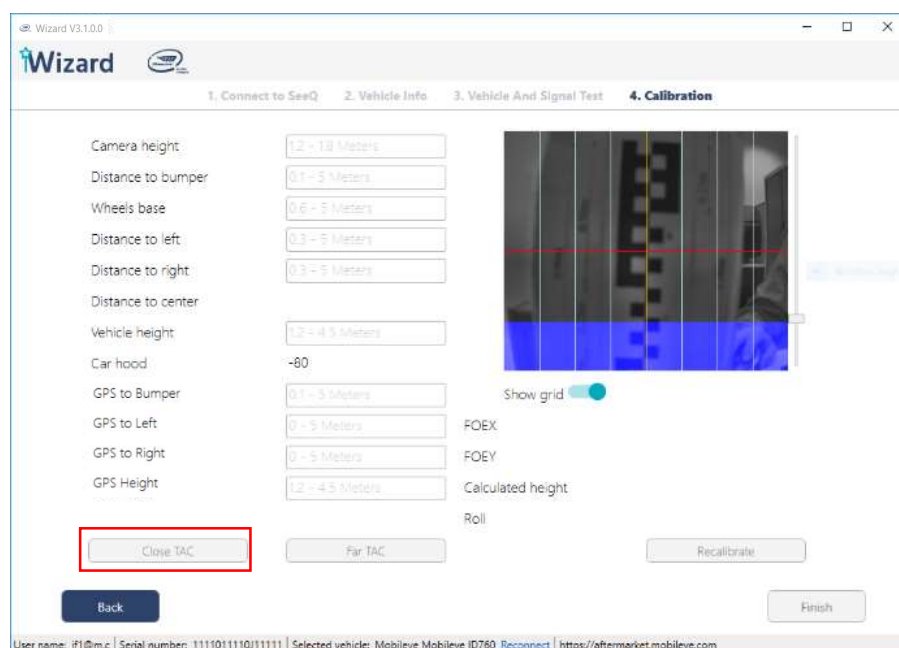 Wizard V3.1.0.0
Wizard
1. Connect to SeeQ 2. Vehicle Info 3. Vehicle And Signal Test 4. Calibration
Camera height 1.2 - 1.8 Meters
Distance to bumper 0.1 - 5 Meters
Wheels base 0.6 - 5 Meters
Distance to left 0.3 - 5 Meters
Distance to right 0.3 - 5 Meters
Distance to center
Vehicle height 1.2 - 4.5 Meters
Car hood -80
GPS to Bumper 0.1 - 5 Meters
Show grid
GPS to Left 0 - 5 Meters
FOEX
GPS to Right 0 - 5 Meters
FOEY
GPS Height 1.2 - 4.5 Meters
Calculated height
Roll
Close TAC Far TAC Recalibrate
Back Finish
User name: if1@m.c Serial number: 1111011110/11111 Selected vehicle: Mobileye Mobileye ID760 Reconnect https://aftermarket.mobileye.com